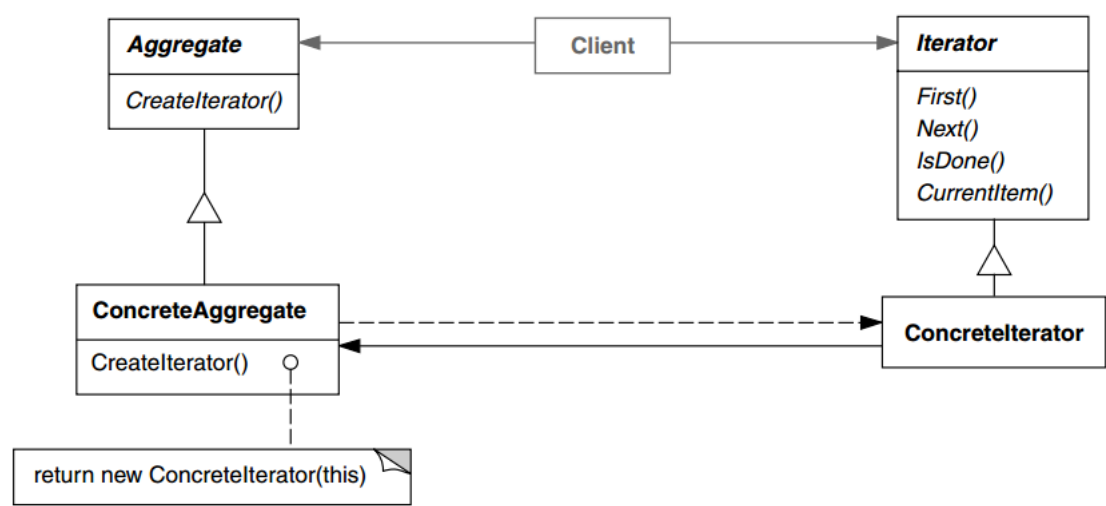 Aggregate
CreateIterator()
Client
Iterator
First()
Next()
IsDone()
CurrentItem()
ConcreteAggregate
CreateIterator()
ConcreteIterator
return new ConcreteIterator(this)